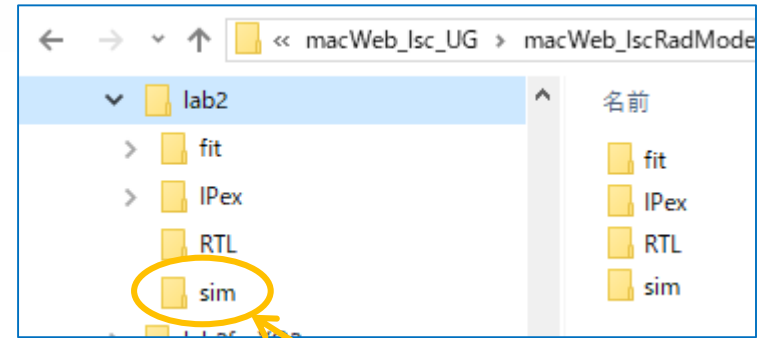 « macWeb_lsc_UG > macWeb_lscRadMode
lab2
fit
IPex
RTL
sim
名前
fit
IPex
RTL
sim